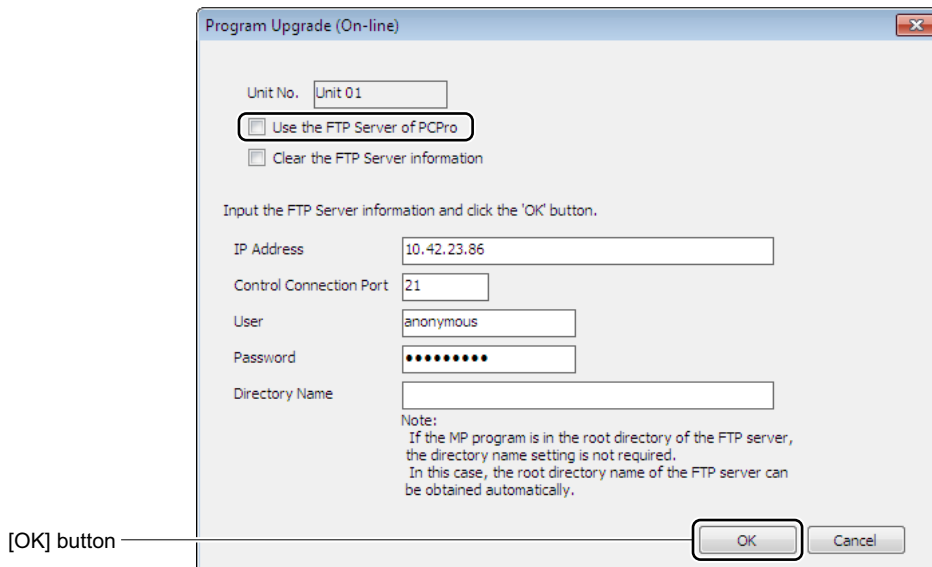 Program Upgrade (On-line)
Unit No. Unit 01
Use the FTP Server of PCPro
Clear the FTP Server information
Input the FTP Server information and click the 'OK' button.
IP Address 10.42.23.86
Control Connection Port 21
User anonymous
Password •••••••••
Directory Name
Note:
If the MP program is in the root directory of the FTP server,
the directory name setting is not required.
In this case, the root directory name of the FTP server can
be obtained automatically.
[OK] button OK Cancel